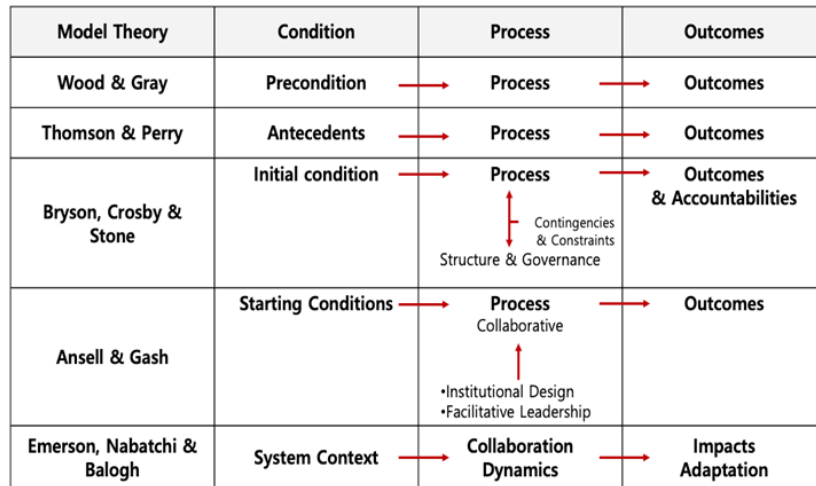 Model Theory
Condition
Process
Outcomes
Wood & Gray
Precondition
Process
Outcomes
Thomson & Perry
Antecedents
Process
Outcomes
Bryson, Crosby &
Stone
Initial condition
Process
Contingencies
& Constraints
Structure & Governance
Outcomes
& Accountabilities
Ansell & Gash
Starting Conditions
Process
Collaborative
•Institutional Design
•Facilitative Leadership
Outcomes
Emerson, Nabatchi &
Balogh
System Context
Collaboration
Dynamics
Impacts
Adaptation